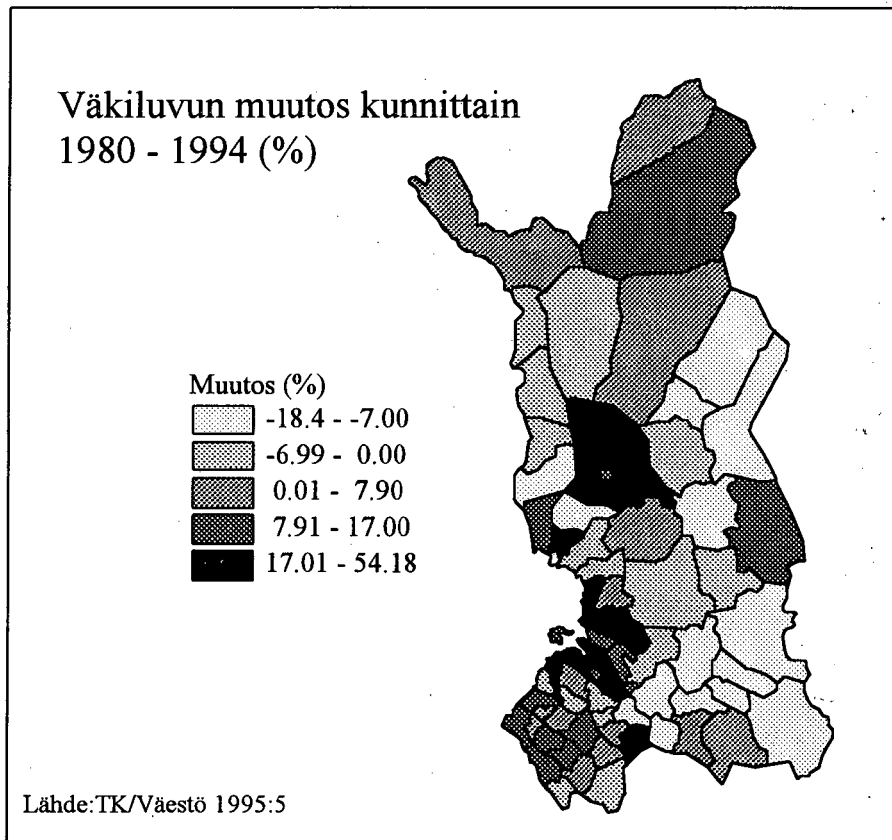 Väkiluvun muutos kunnittain
1980 - 1994 (%)
Muutos (%)
-18.4 - -7.00
-6.99 - 0.00
0.01 - 7.90
7.91 - 17.00
17.01 - 54.18
Lähde:TK/Väestö 1995:5